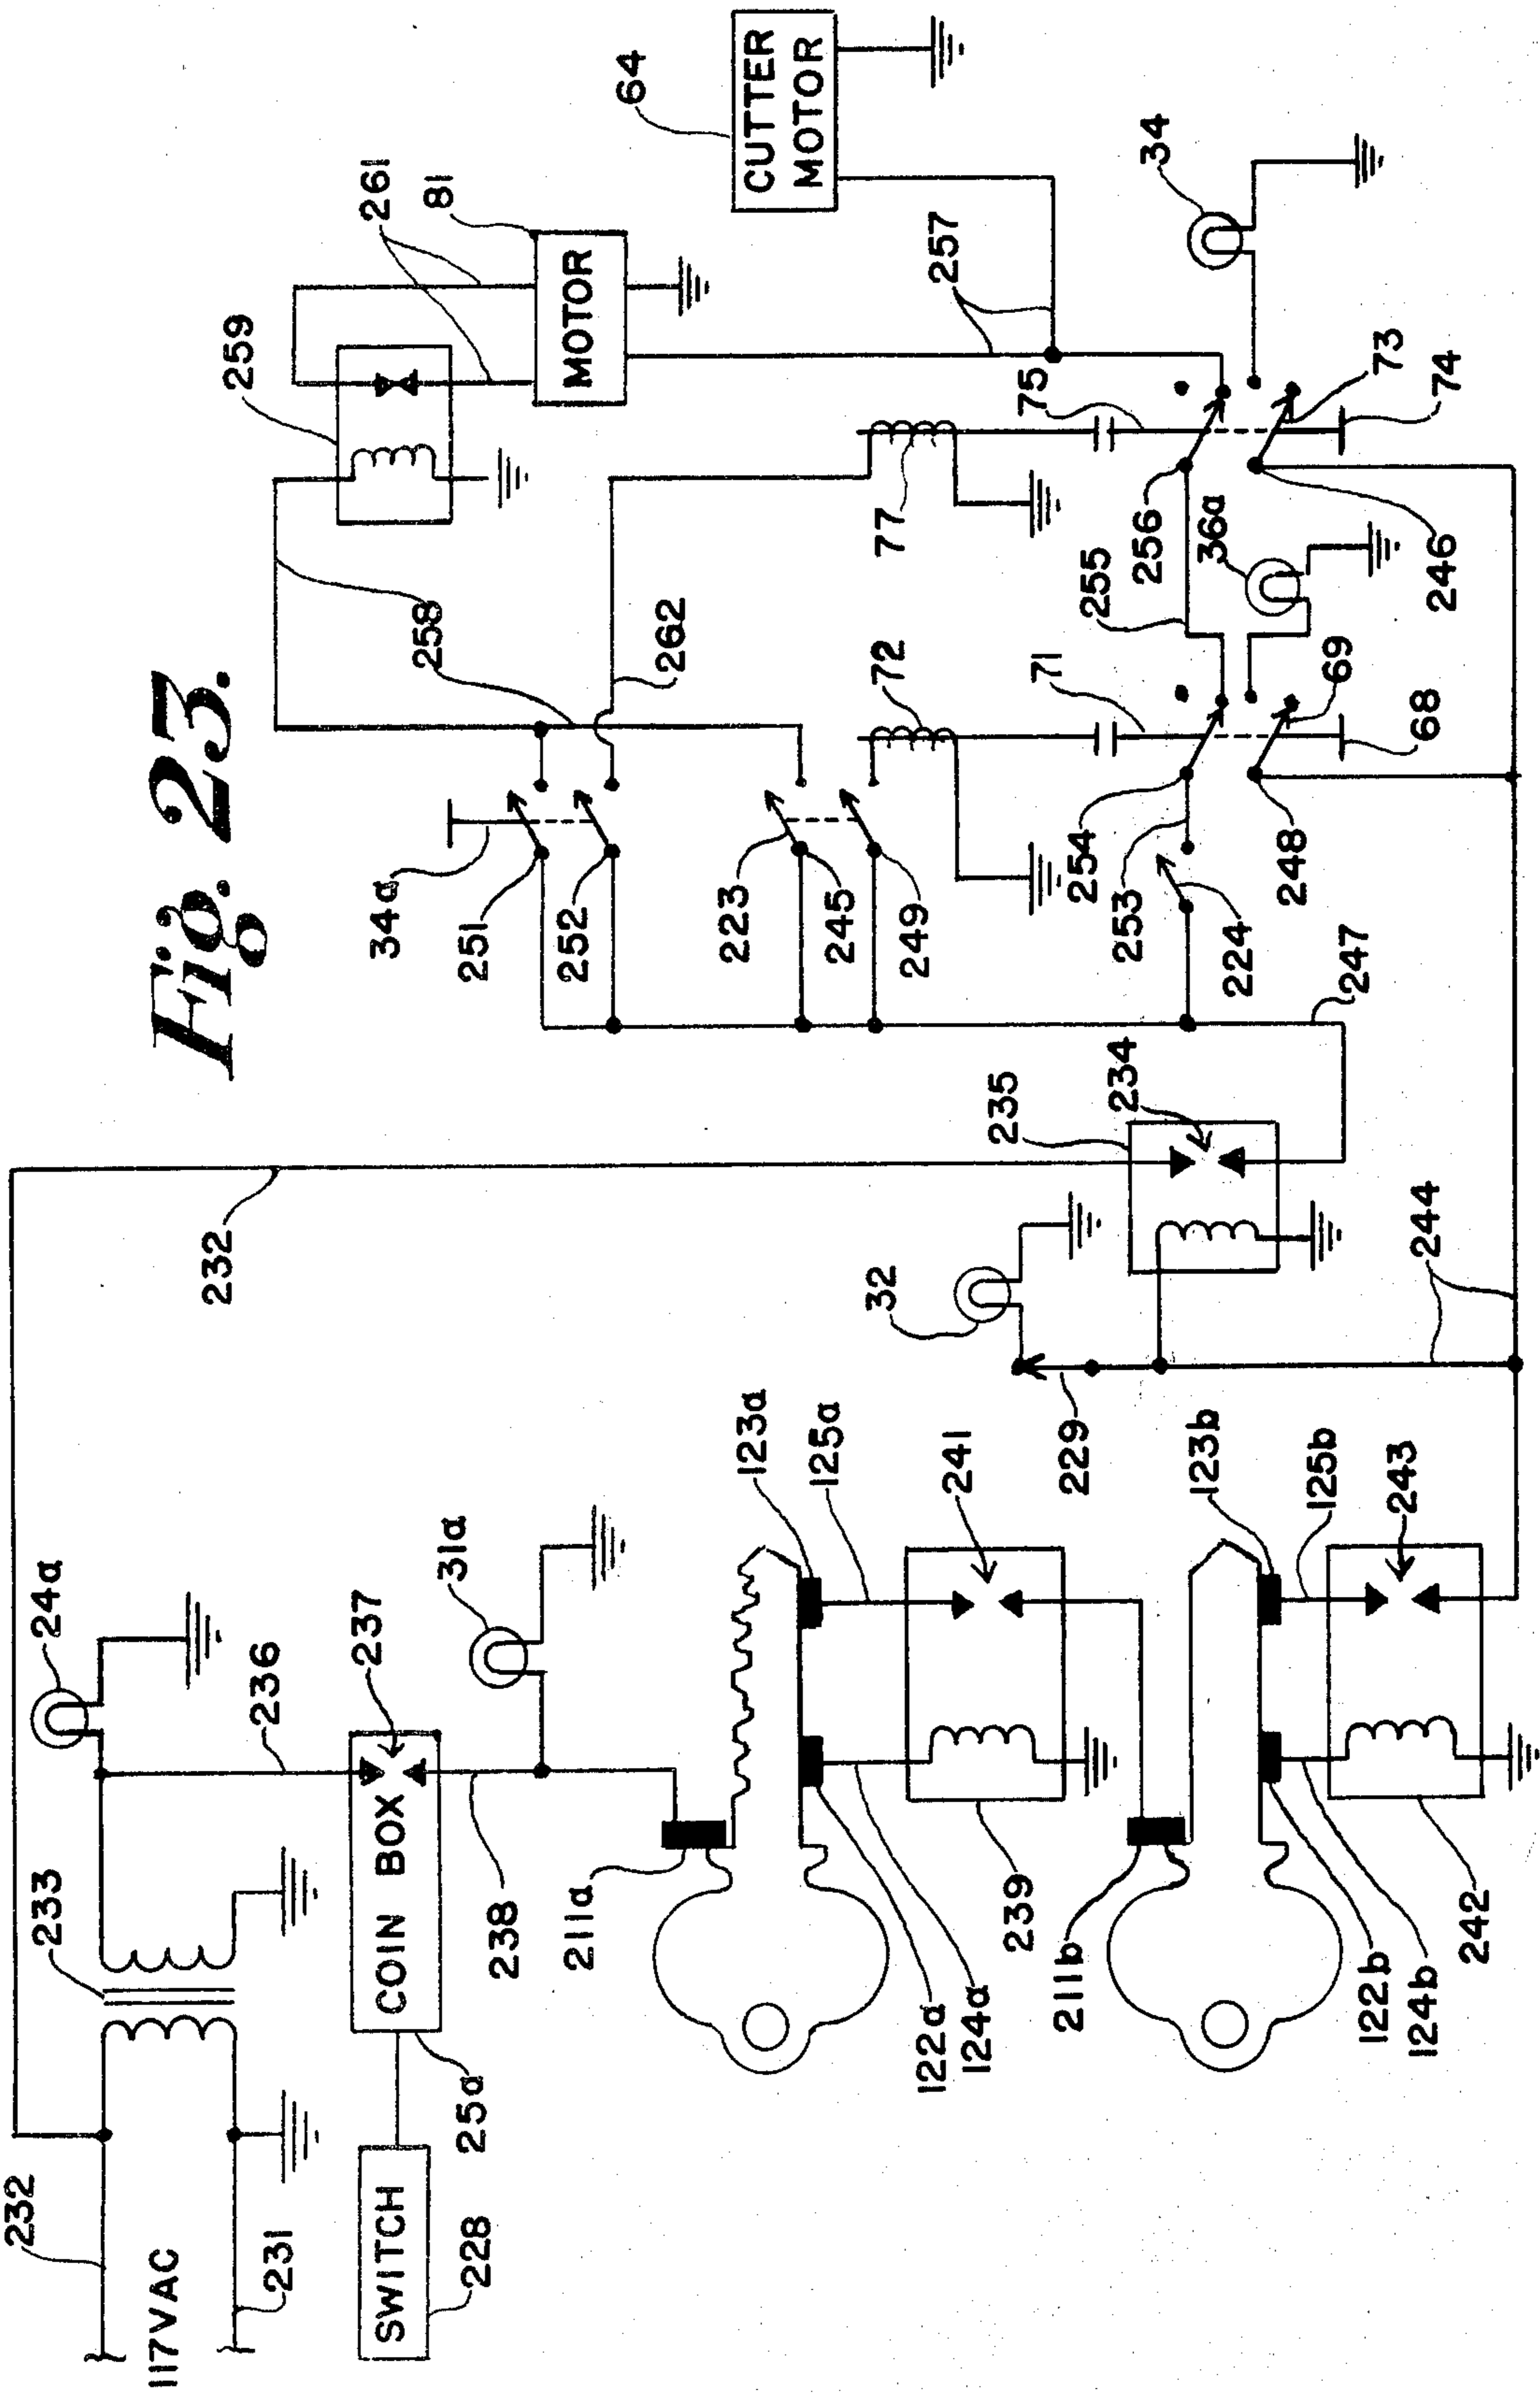 Fig. 23.
232
117VAC
231
233
24a
236
237
SWITCH
228
COIN BOX
25a
238
31a
211a
123a
125a
241
122a
124a
239
211b
123b
125b
243
122b
124b
242
232
32
229
235
234
244
247
34a
251
252
223
245
249
258
262
259
261
81
MOTOR
64
CUTTER
MOTOR
257
72
71
77
75
253
254
224
248
255
256
36a
69
68
246
73
74
34